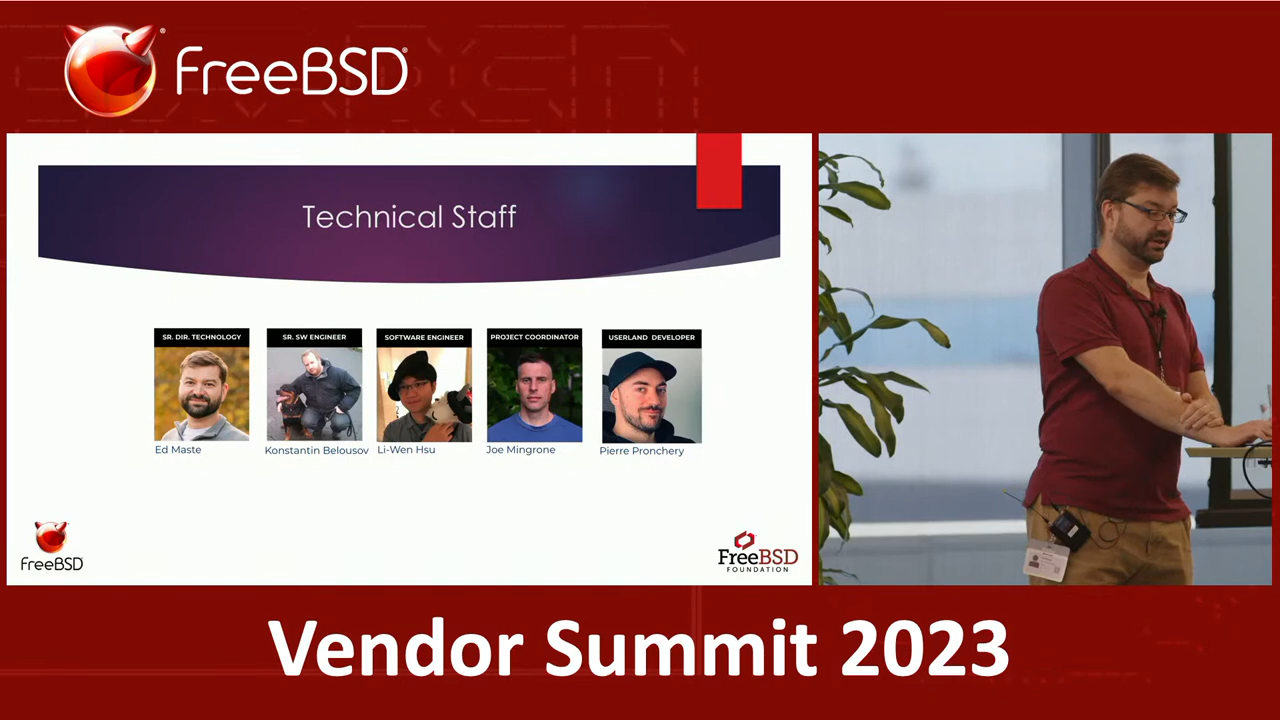 FreeBSD®
Technical Staff
SR. DIR. TECHNOLOGY
SR. SW ENGINEER
SOFTWARE ENGINEER
PROJECT COORDINATOR
USERLAND DEVELOPER
Ed Maste
Konstantin Belousov
Li-Wen Hsu
Joe Mingrone
Pierre Pronchery
FreeBSD
FreeBSD
FOUNDATION
Vendor Summit 2023